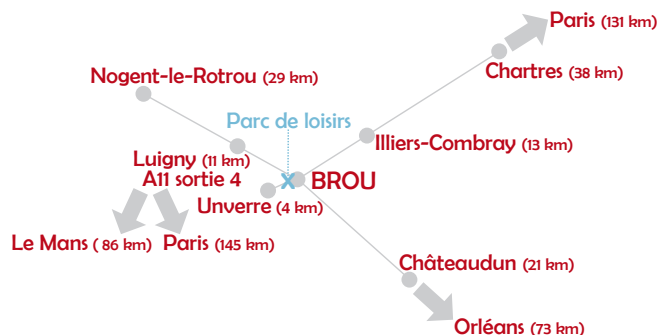 Paris (131 km)
Chartres (38 km)
Nogent-le-Rotrou (29 km)
Parc de loisirs
Illiers-Combray (13 km)
Luigny (11 km)
A11 sortie 4
x BROU
Unverre (4 km)
Le Mans ( 86 km) Paris (145 km)
Châteaudun (21 km)
Orléans (73 km)